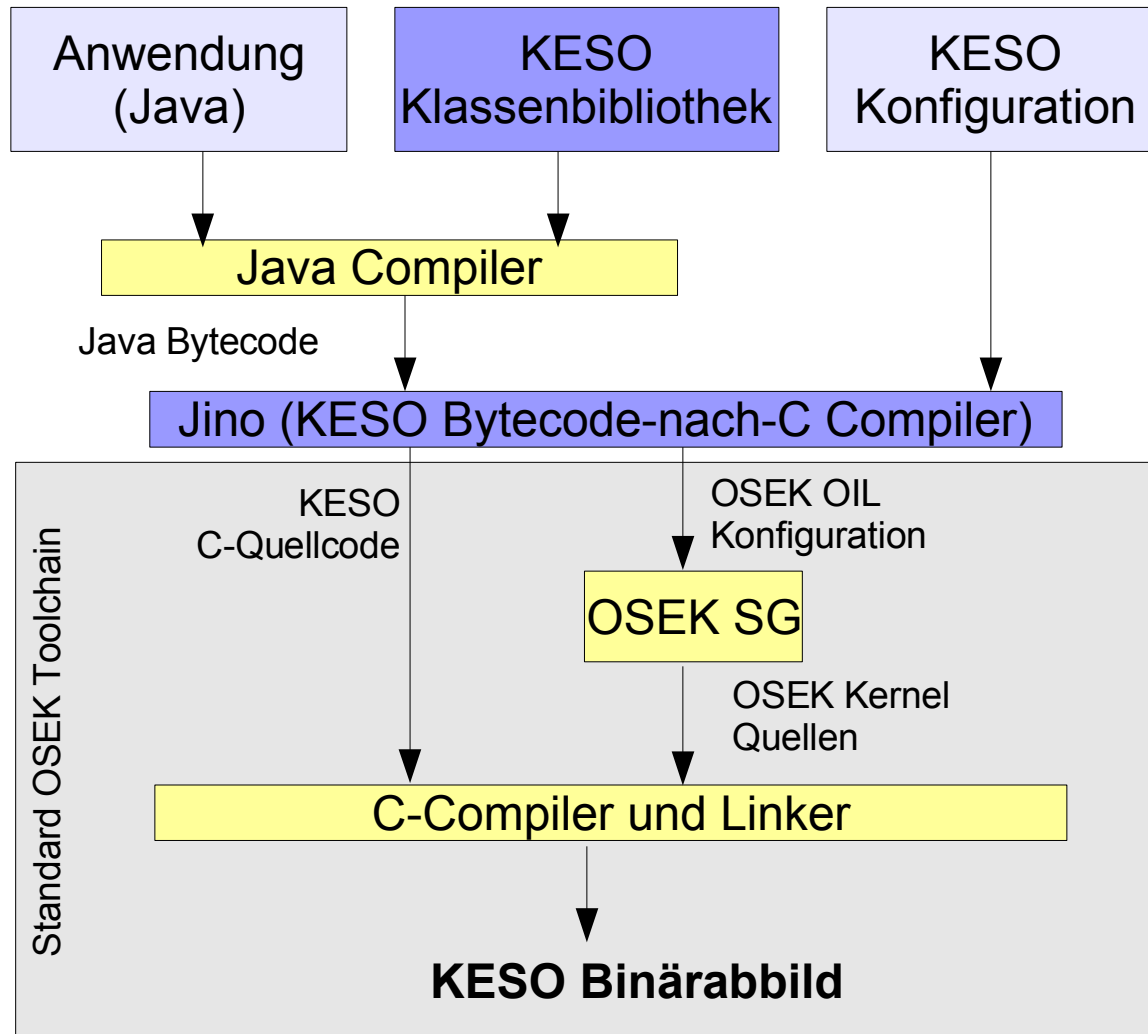 Anwendung
(Java)
KESO
Klassenbibliothek
KESO
Konfiguration
Java Compiler
Java Bytecode
Jino (KESO Bytecode-nach-C Compiler)
Standard OSEK Toolchain
KESO
C-Quellcode
OSEK OIL
Konfiguration
OSEK SG
OSEK Kernel
Quellen
C-Compiler und Linker
KESO Binärabbild